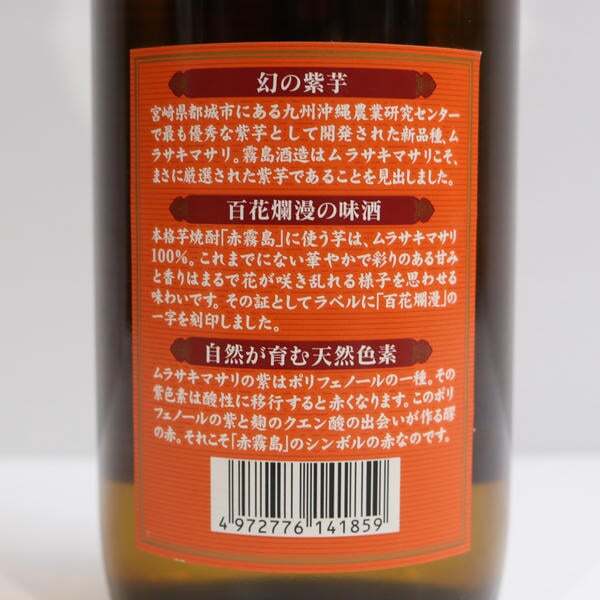 幻の紫芋
宮崎県都城市にある九州沖縄農業研究センター
で最も優秀な紫芋として開発された新品種、ム
ラサキマサリ。霧島酒造はムラサキマサリこそ、
まさに厳選された紫芋であることを見出しました。
百花爛漫の味酒
本格芋焼酎「赤霧島」に使う芋は、ムラサキマサリ
100%。これまでにない華やかで彩りのある甘み
と香りはまるで花が咲き乱れる様子を思わせる
味わいです。その証としてラベルに「百花爛漫」の
一字を刻印しました。
自然が育む天然色素
ムラサキマサリの紫はポリフェノールの一種。その
紫色素は酸性に移行すると赤くなります。このポリ
フェノールの紫と麹のクエン酸の出会いが作る醪
の赤。それこそ「赤霧島」のシンボルの赤なのです。
4 972776 141859